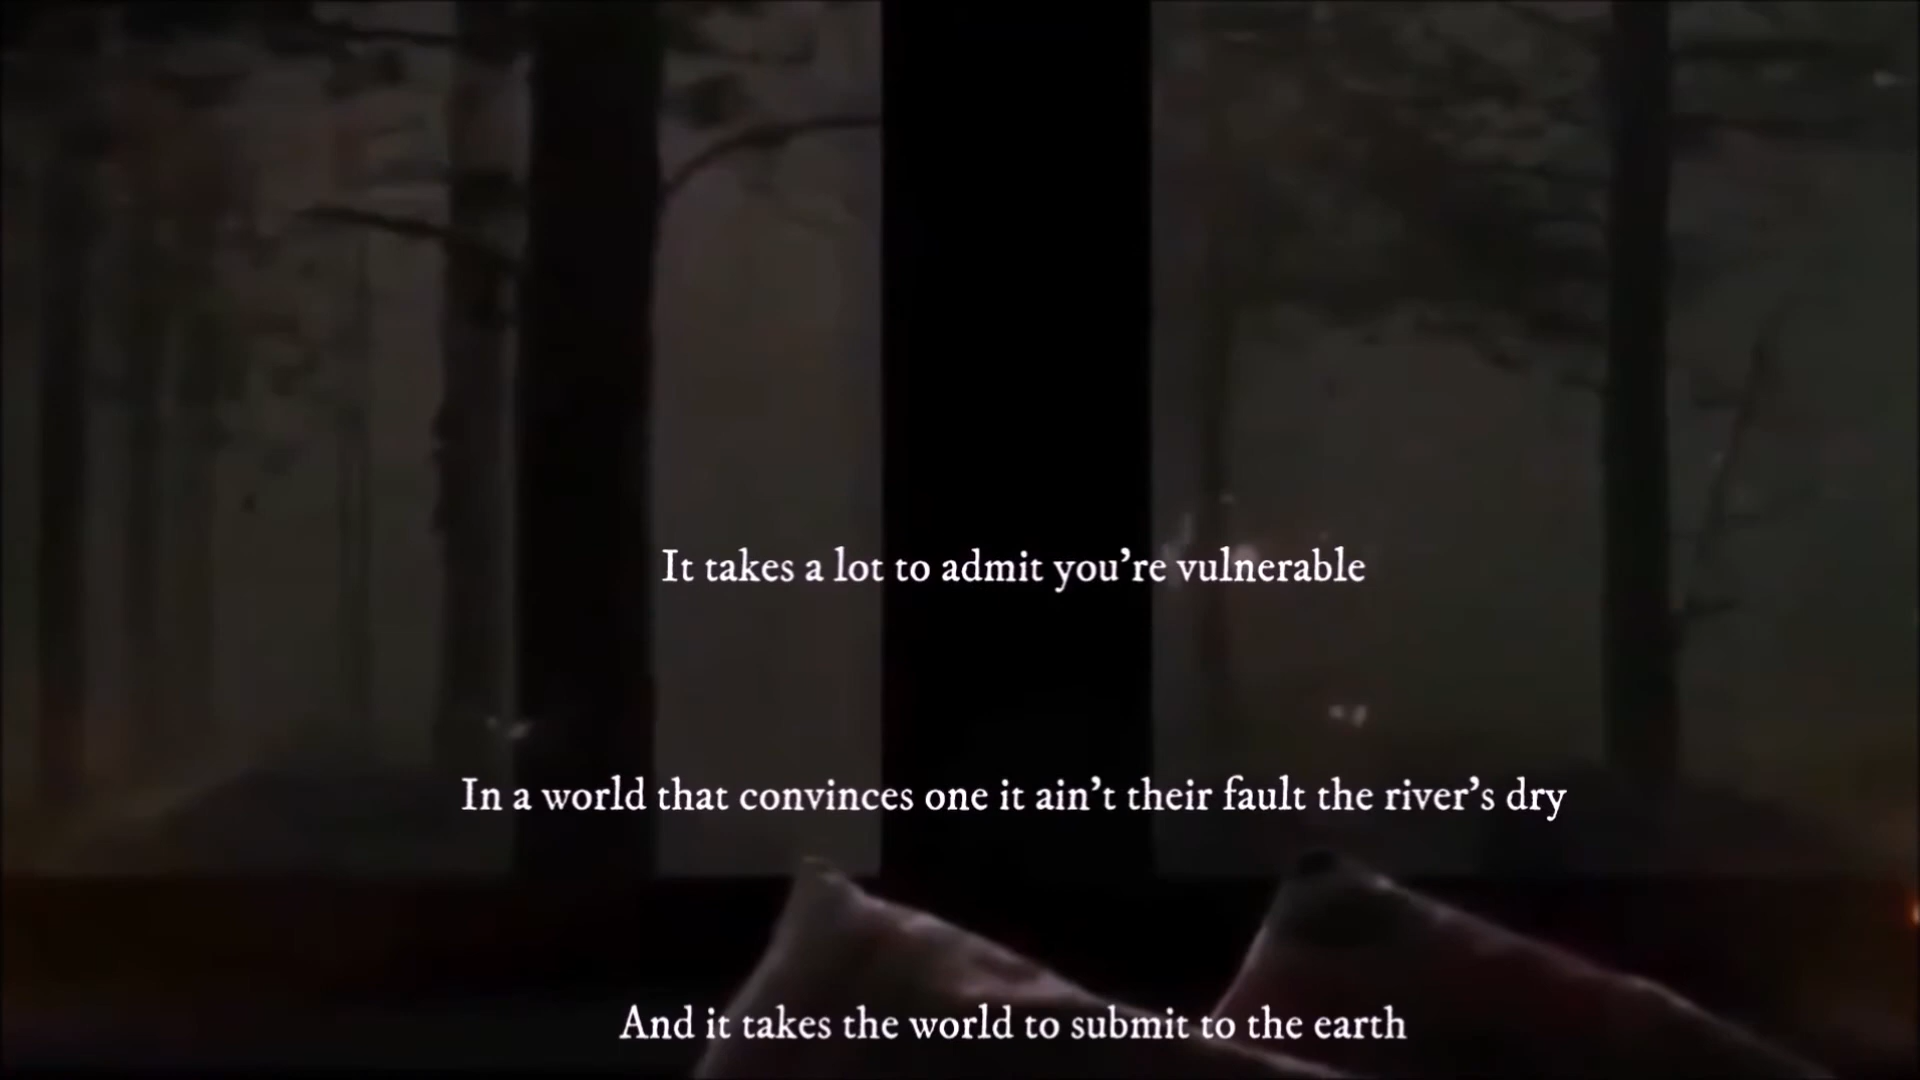 It takes a lot to admit you're vulnerable
In a world that convinces one it ain't their fault the river's dry
And it takes the world to submit to the earth